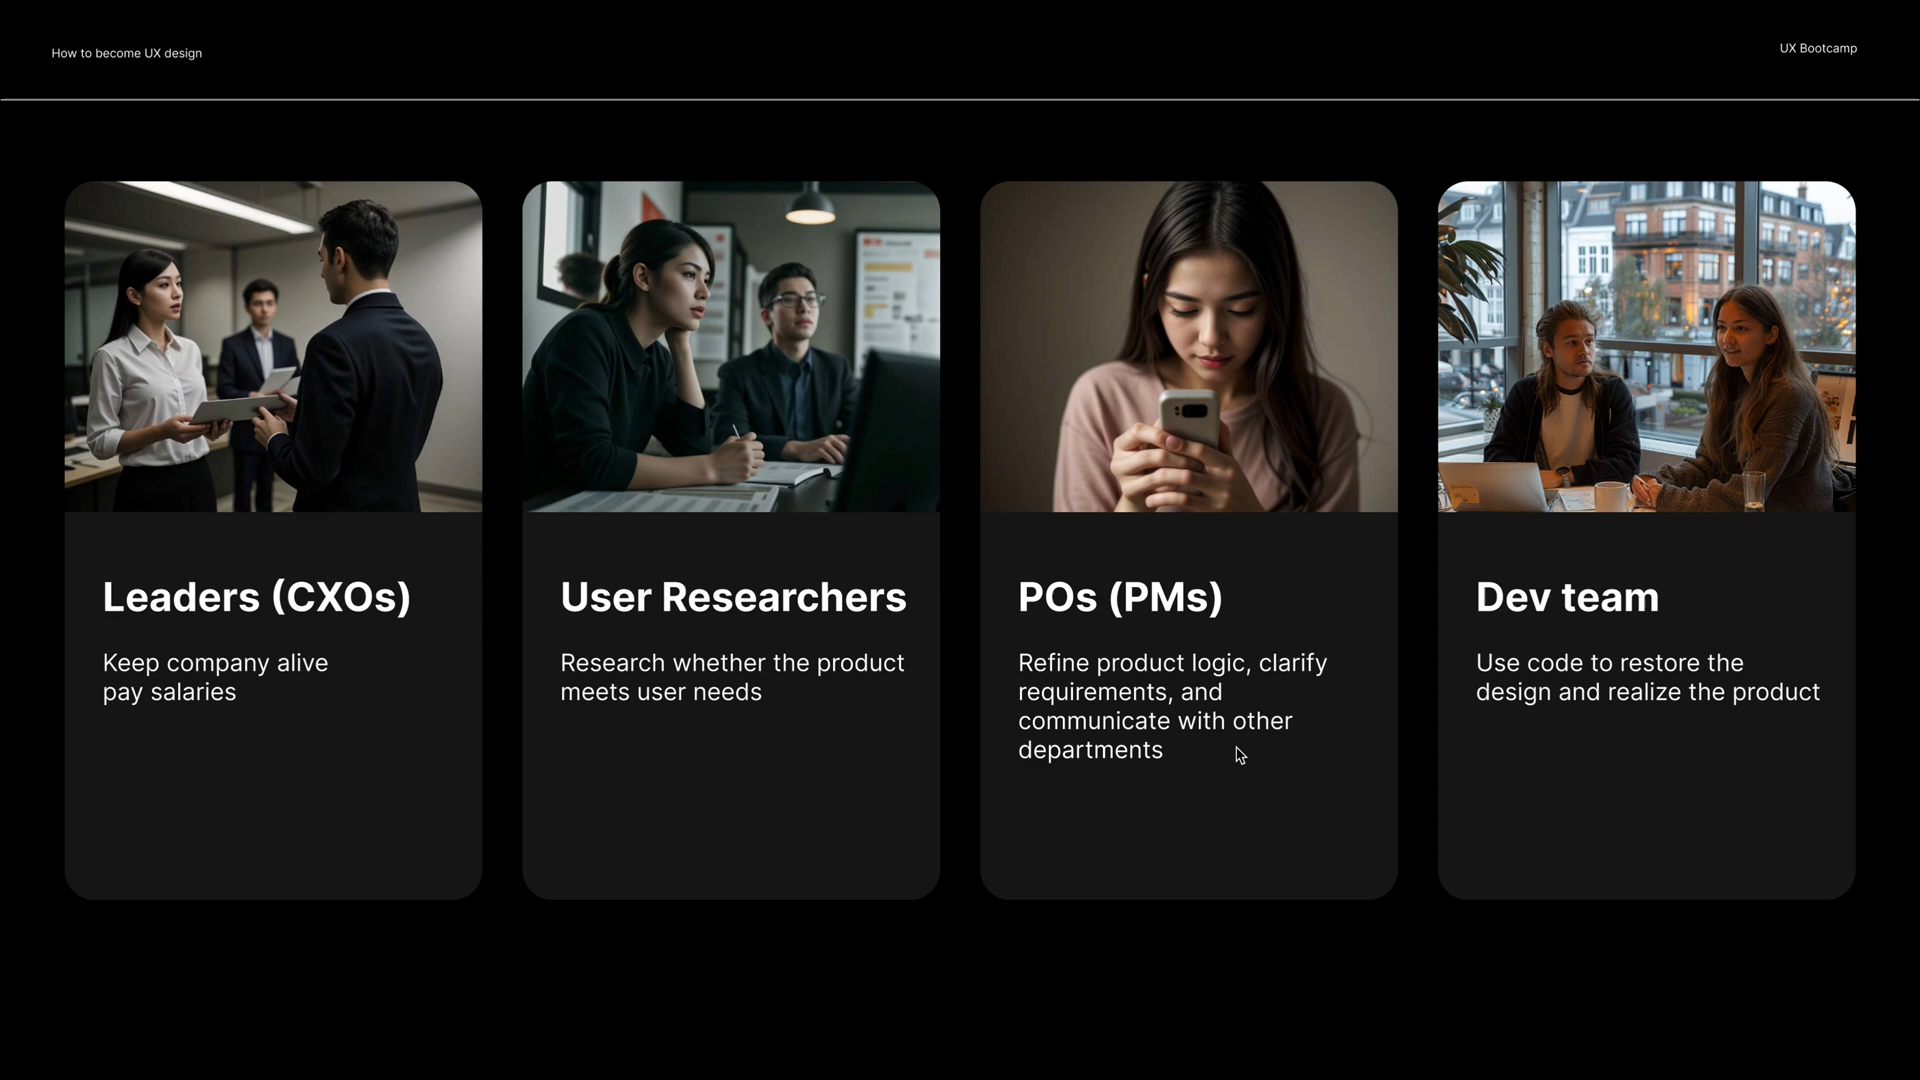 How to become UX design
UX Bootcamp
Leaders (CXOs)
Keep company alive
pay salaries
User Researchers
Research whether the product
meets user needs
POs (PMs)
Refine product logic, clarify
requirements, and
communicate with other
departments
Dev team
Use code to restore the
design and realize the product